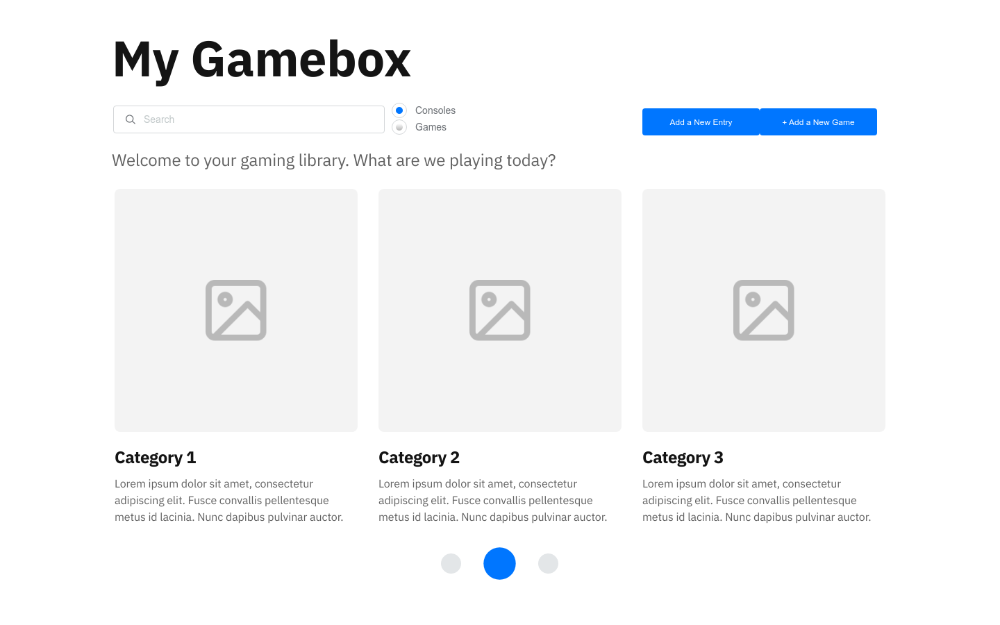 My Gamebox
Search
Consoles
Games
Add a New Entry
+ Add a New Game
Welcome to your gaming library. What are we playing today?
Category 1
Lorem ipsum dolor sit amet, consectetur
adipiscing elit. Fusce convallis pellentesque
metus id lacinia. Nunc dapibus pulvinar auctor.
Category 2
Lorem ipsum dolor sit amet, consectetur
adipiscing elit. Fusce convallis pellentesque
metus id lacinia. Nunc dapibus pulvinar auctor.
Category 3
Lorem ipsum dolor sit amet, consectetur
adipiscing elit. Fusce convallis pellentesque
metus id lacinia. Nunc dapibus pulvinar auctor.